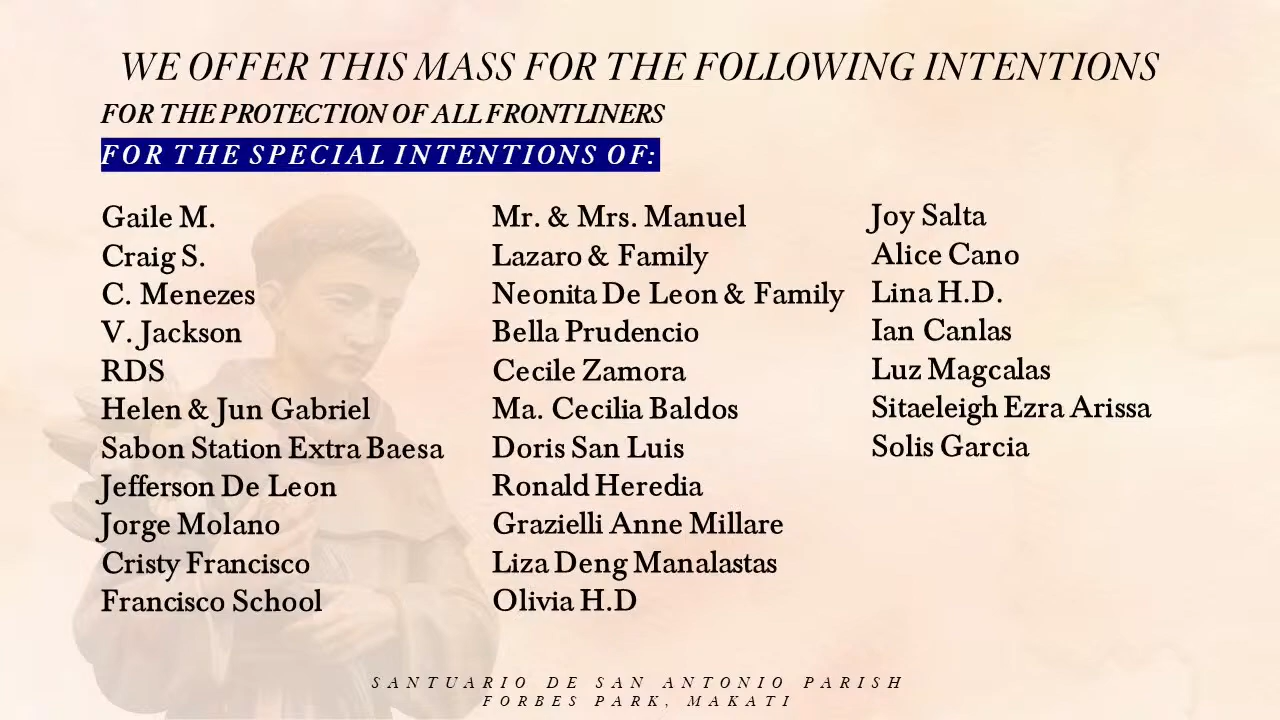 WE OFFER THIS MASS FOR THE FOLLOWING INTENTIONS
FOR THE PROTECTION OF ALL FRONTLINERS
FOR THE SPECIAL INTENTIONS OF:
Gaile M.
Craig S.
C. Menezes
V. Jackson
RDS
Helen & Jun Gabriel
Sabon Station Extra Baesa
Jefferson De Leon
Jorge Molano
Cristy Francisco
Francisco School
Mr. & Mrs. Manuel
Lazaro & Family
Neonita De Leon & Family
Bella Prudencio
Cecile Zamora
Ma. Cecilia Baldos
Doris San Luis
Ronald Heredia
Grazielli Anne Millare
Liza Deng Manalastas
Olivia H.D
Joy Salta
Alice Cano
Lina H.D.
Ian Canlas
Luz Magcalas
Sitaeleigh Ezra Arissa
Solis Garcia
SANTUARIO DE SAN ANTONIO PARISH
FORBES PARK, MAKATI